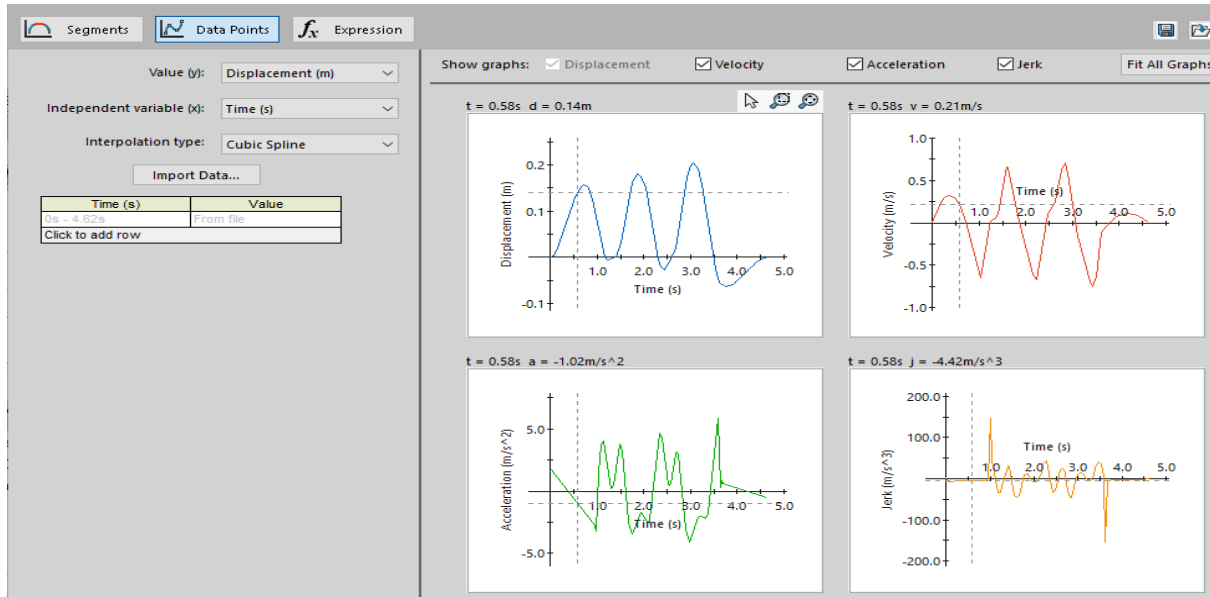 Segments
Data Points
fx Expression
Value (y):
Displacement (m)
Independent variable (x):
Time (s)
Interpolation type:
Cubic Spline
Import Data...
Time (s) Value
0s - 4.62s From file
Click to add row
Show graphs: Displacement Velocity Acceleration Jerk Fit All Graphs
t = 0.58s d = 0.14m
Displacement (m)
0.2
0.1
-0.1
1.0 2.0 3.0 4.0 5.0
Time (s)
t = 0.58s v = 0.21m/s
Velocity (m/s)
1.0
0.5
-0.5
-1.0
Time (s)
1.0 2.0 3.0 4.0 5.0
t = 0.58s a = -1.02m/s^2
Acceleration (m/s^2)
5.0
-5.0
1.0 2.0 3.0 4.0 5.0
Time (s)
t = 0.58s j = -4.42m/s^3
Jerk (m/s^3)
200.0
100.0
-100.0
-200.0
Time (s)
1.0 2.0 3.0 4.0 5.0